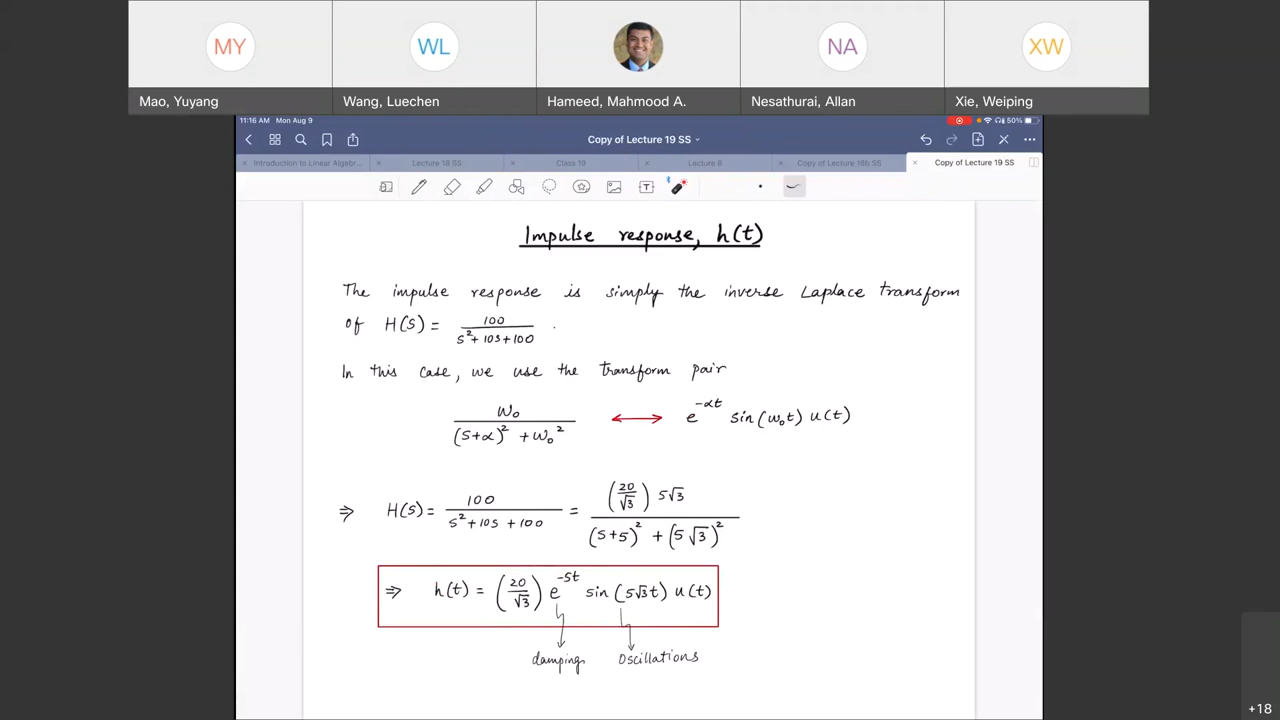 MY WL NA XW
Mao, Yuyang Wang, Luechen Hameed, Mahmood A. Nesathurai, Allan Xie, Weiping
11:16 AM Mon Aug 9 50%
Copy of Lecture 19 SS
Introduction to Linear Algebr... Lecture 18 SS Class 19 Lecture 8 Copy of Lecture 18b SS Copy of Lecture 19 SS
Impulse response, h(t)
The impulse response is simply the inverse Laplace transform
of H(S) = 100 / (s² + 10s + 100) .
In this case, we use the transform pair
ω₀ / ((s+α)² + ω₀²) ⟷ e^(-αt) sin(ω₀t) u(t)
⇒ H(s) = 100 / (s² + 10s + 100) = (20/√3) 5√3 / ((s+5)² + (5√3)²)
⇒ h(t) = (20/√3) e^(-5t) sin(5√3t) u(t)
damping oscillations
+18